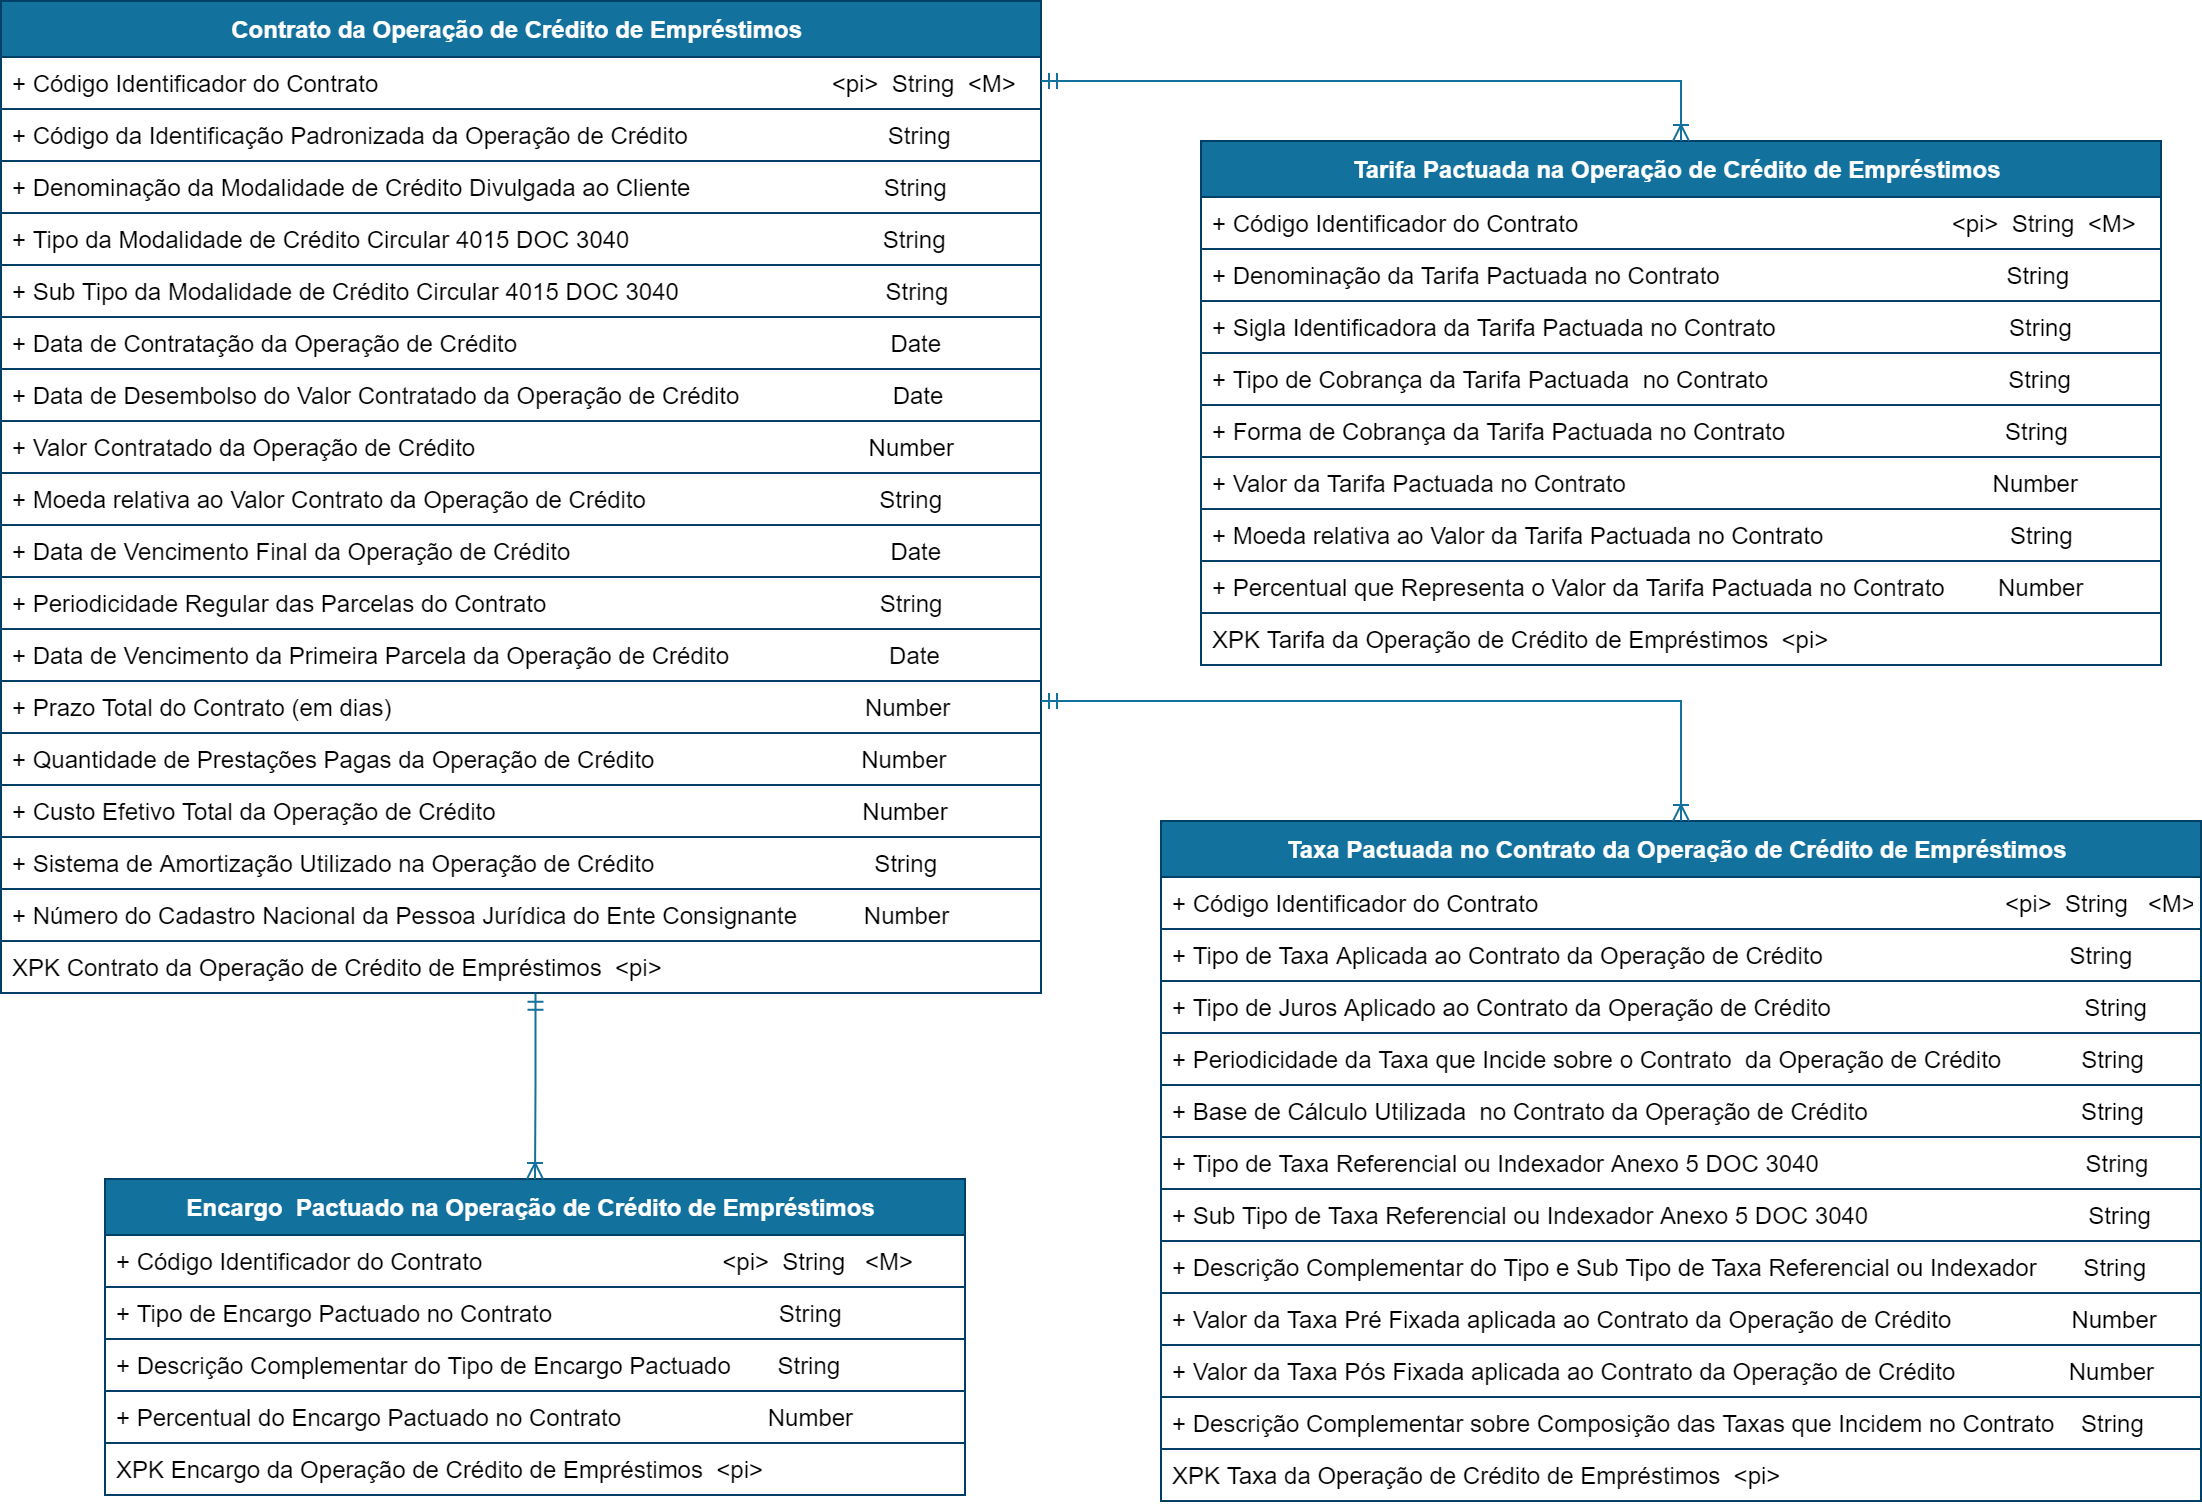 Contrato da Operação de Crédito de Empréstimos
+ Código Identificador do Contrato <pi> String <M>
+ Código da Identificação Padronizada da Operação de Crédito String
+ Denominação da Modalidade de Crédito Divulgada ao Cliente String
+ Tipo da Modalidade de Crédito Circular 4015 DOC 3040 String
+ Sub Tipo da Modalidade de Crédito Circular 4015 DOC 3040 String
+ Data de Contratação da Operação de Crédito Date
+ Data de Desembolso do Valor Contratado da Operação de Crédito Date
+ Valor Contratado da Operação de Crédito Number
+ Moeda relativa ao Valor Contrato da Operação de Crédito String
+ Data de Vencimento Final da Operação de Crédito Date
+ Periodicidade Regular das Parcelas do Contrato String
+ Data de Vencimento da Primeira Parcela da Operação de Crédito Date
+ Prazo Total do Contrato (em dias) Number
+ Quantidade de Prestações Pagas da Operação de Crédito Number
+ Custo Efetivo Total da Operação de Crédito Number
+ Sistema de Amortização Utilizado na Operação de Crédito String
+ Número do Cadastro Nacional da Pessoa Jurídica do Ente Consignante Number
XPK Contrato da Operação de Crédito de Empréstimos <pi>
Tarifa Pactuada na Operação de Crédito de Empréstimos
+ Código Identificador do Contrato <pi> String <M>
+ Denominação da Tarifa Pactuada no Contrato String
+ Sigla Identificadora da Tarifa Pactuada no Contrato String
+ Tipo de Cobrança da Tarifa Pactuada no Contrato String
+ Forma de Cobrança da Tarifa Pactuada no Contrato String
+ Valor da Tarifa Pactuada no Contrato Number
+ Moeda relativa ao Valor da Tarifa Pactuada no Contrato String
+ Percentual que Representa o Valor da Tarifa Pactuada no Contrato Number
XPK Tarifa da Operação de Crédito de Empréstimos <pi>
Taxa Pactuada no Contrato da Operação de Crédito de Empréstimos
+ Código Identificador do Contrato <pi> String <M>
+ Tipo de Taxa Aplicada ao Contrato da Operação de Crédito String
+ Tipo de Juros Aplicado ao Contrato da Operação de Crédito String
+ Periodicidade da Taxa que Incide sobre o Contrato da Operação de Crédito String
+ Base de Cálculo Utilizada no Contrato da Operação de Crédito String
+ Tipo de Taxa Referencial ou Indexador Anexo 5 DOC 3040 String
+ Sub Tipo de Taxa Referencial ou Indexador Anexo 5 DOC 3040 String
+ Descrição Complementar do Tipo e Sub Tipo de Taxa Referencial ou Indexador String
+ Valor da Taxa Pré Fixada aplicada ao Contrato da Operação de Crédito Number
+ Valor da Taxa Pós Fixada aplicada ao Contrato da Operação de Crédito Number
+ Descrição Complementar sobre Composição das Taxas que Incidem no Contrato String
XPK Taxa da Operação de Crédito de Empréstimos <pi>
Encargo Pactuado na Operação de Crédito de Empréstimos
+ Código Identificador do Contrato <pi> String <M>
+ Tipo de Encargo Pactuado no Contrato String
+ Descrição Complementar do Tipo de Encargo Pactuado String
+ Percentual do Encargo Pactuado no Contrato Number
XPK Encargo da Operação de Crédito de Empréstimos <pi>